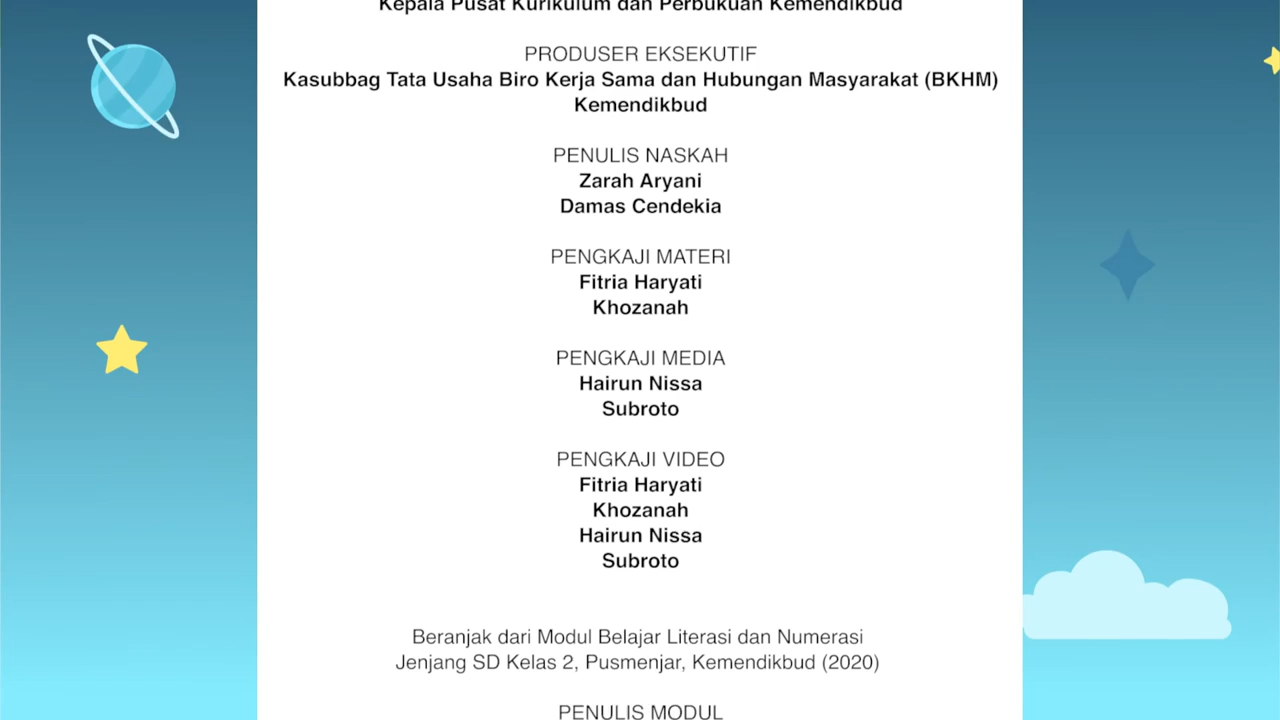 Kepala Pusat Kurikulum dan Perbukuan Kemendikbud
PRODUSER EKSEKUTIF
Kasubbag Tata Usaha Biro Kerja Sama dan Hubungan Masyarakat (BKHM)
Kemendikbud
PENULIS NASKAH
Zarah Aryani
Damas Cendekia
PENGKAJI MATERI
Fitria Haryati
Khozanah
PENGKAJI MEDIA
Hairun Nissa
Subroto
PENGKAJI VIDEO
Fitria Haryati
Khozanah
Hairun Nissa
Subroto
Beranjak dari Modul Belajar Literasi dan Numerasi
Jenjang SD Kelas 2, Pusmenjar, Kemendikbud (2020)
PENULIS MODUL